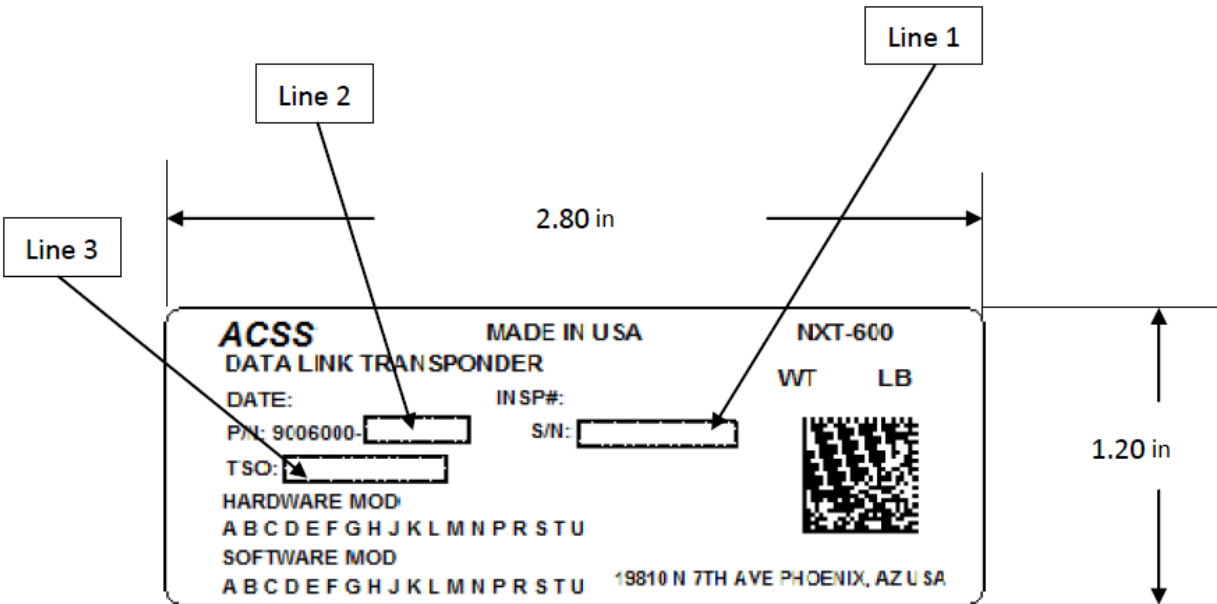 Line 1
Line 2
2.80 in
Line 3
ACSS MADE IN USA NXT-600
DATA LINK TRANSPONDER
WT LB
DATE: INSP#:
P/N: 9006000- S/N:
1.20 in
TSO:
HARDWARE MOD
A B C D E F G H J K L M N P R S T U
SOFTWARE MOD
A B C D E F G H J K L M N P R S T U 19810 N 7TH AVE PHOENIX, AZ USA